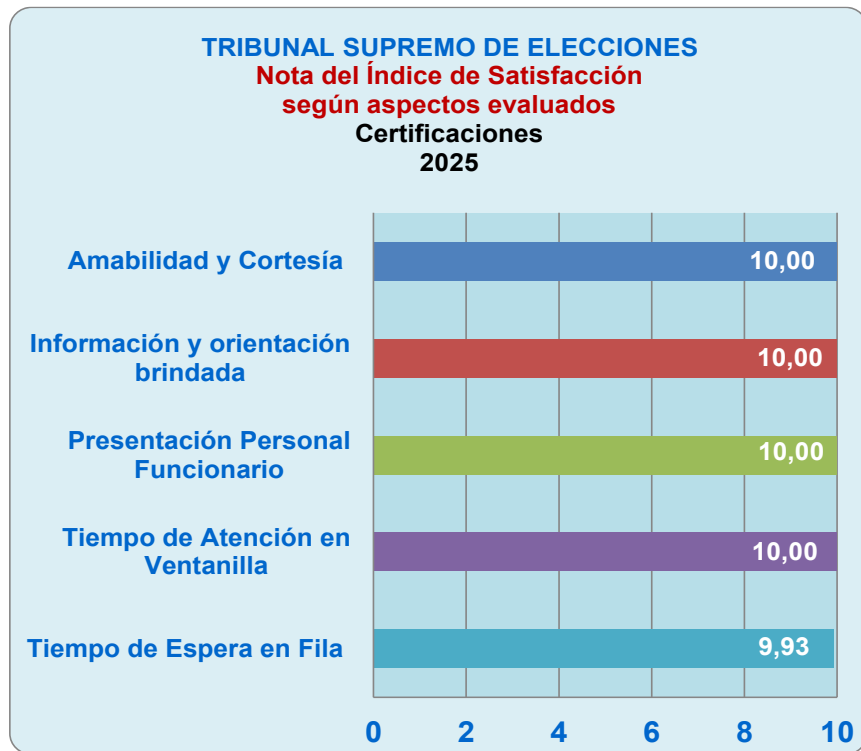 TRIBUNAL SUPREMO DE ELECCIONES
Nota del Índice de Satisfacción
según aspectos evaluados
Certificaciones
2025
Amabilidad y Cortesía
10,00
Información y orientación
brindada
10,00
Presentación Personal
Funcionario
10,00
Tiempo de Atención en
Ventanilla
10,00
Tiempo de Espera en Fila
9,93
0 2 4 6 8 10